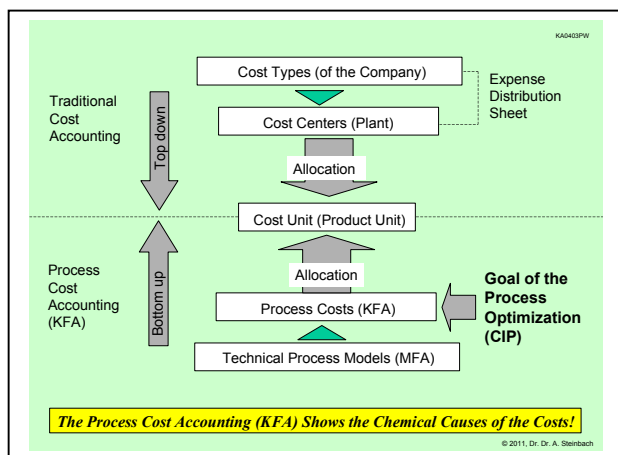 KA0403PW
Cost Types (of the Company)
Expense
Distribution
Sheet
Traditional
Cost
Accounting
Top down
Cost Centers (Plant)
Allocation
Cost Unit (Product Unit)
Process
Cost
Accounting
(KFA)
Bottom up
Allocation
Goal of the
Process
Optimization
(CIP)
Process Costs (KFA)
Technical Process Models (MFA)
The Process Cost Accounting (KFA) Shows the Chemical Causes of the Costs!
© 2011, Dr. Dr. A. Steinbach